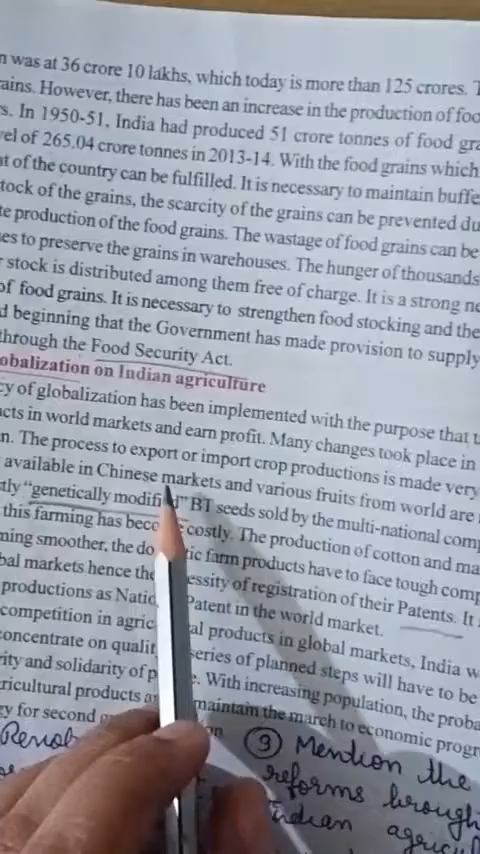 n was at 36 crore 10 lakhs, which today is more than 125 crores. T
ains. However, there has been an increase in the production of foo
s. In 1950-51, India had produced 51 crore tonnes of food gra
vel of 265.04 crore tonnes in 2013-14. With the food grains which
at of the country can be fulfilled. It is necessary to maintain buffe
tock of the grains, the scarcity of the grains can be prevented du
te production of the food grains. The wastage of food grains can be
es to preserve the grains in warehouses. The hunger of thousands
stock is distributed among them free of charge. It is a strong ne
of food grains. It is necessary to strengthen food stocking and the
d beginning that the Government has made provision to supply
through the Food Security Act.
obalization on Indian agriculture
cy of globalization has been implemented with the purpose that
cts in world markets and earn profit. Many changes took place in
n. The process to export or import crop productions is made very
available in Chinese markets and various fruits from world are
tly "genetically modifi BT seeds sold by the multi-national com
this farming has beco costly. The production of cotton and ma
ming smoother, the do tic farm products have to face tough comp
bal markets hence the essity of registration of their Patents. It
productions as Natio Patent in the world market.
competition in agric al products in global markets, India w
concentrate on qualit series of planned steps will have to be
rity and solidarity of p e. With increasing population, the proba
ricultural products a maintain the march to economic progr
gy for second g on
③ Mention the
reforms brough
Indian agricul